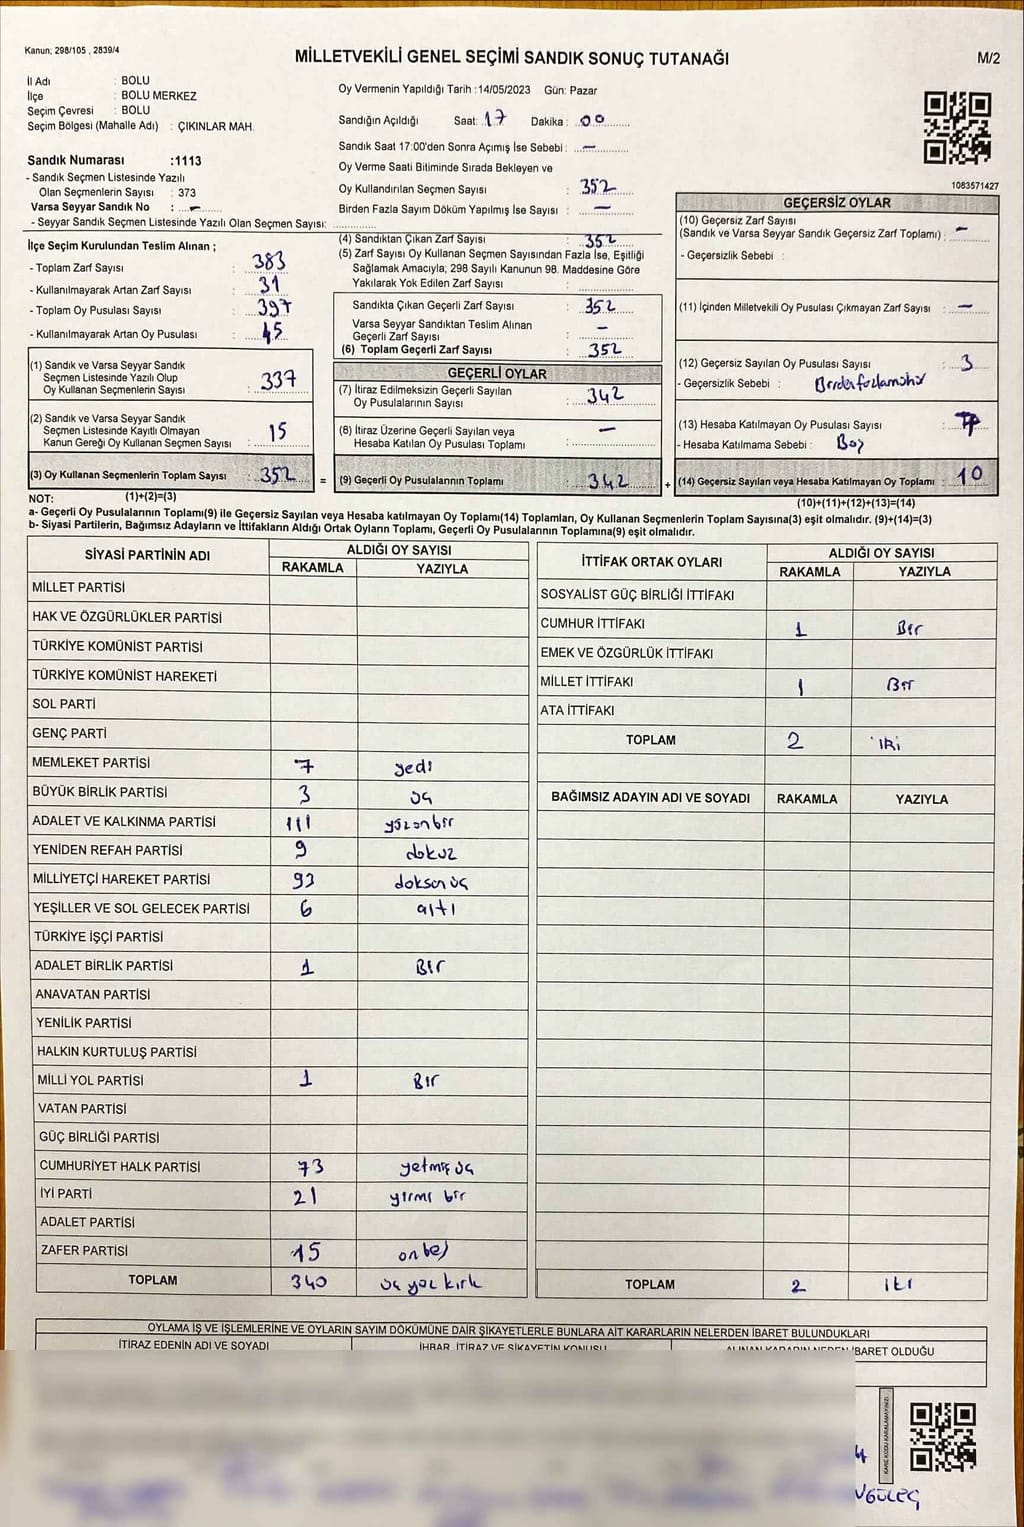 Kanun; 298/105 , 2839/4
MİLLETVEKİLİ GENEL SEÇİMİ SANDIK SONUÇ TUTANAĞI
M/2
İl Adı : BOLU
İlçe : BOLU MERKEZ
Seçim Çevresi : BOLU
Seçim Bölgesi (Mahalle Adı) : ÇIKINLAR MAH.
Oy Vermenin Yapıldığı Tarih :14/05/2023 Gün: Pazar
Sandığın Açıldığı Saat: 17 Dakika : 00
Sandık Saat 17:00'den Sonra Açımış İse Sebebi : –
Oy Verme Saati Bitiminde Sırada Bekleyen ve
Oy Kullandırılan Seçmen Sayısı : 352
Birden Fazla Sayım Döküm Yapılmış İse Sayısı : –
Sandık Numarası :1113
- Sandık Seçmen Listesinde Yazılı
Olan Seçmenlerin Sayısı : 373
Varsa Seyyar Sandık No : –
- Seyyar Sandık Seçmen Listesinde Yazılı Olan Seçmen Sayısı:
1083571427
İlçe Seçim Kurulundan Teslim Alınan ;
- Toplam Zarf Sayısı : 383
- Kullanılmayarak Artan Zarf Sayısı : 31
- Toplam Oy Pusulası Sayısı : 397
- Kullanılmayarak Artan Oy Pusulası : 45
(1) Sandık ve Varsa Seyyar Sandık
Seçmen Listesinde Yazılı Olup
Oy Kullanan Seçmenlerin Sayısı : 337
(2) Sandık ve Varsa Seyyar Sandık
Seçmen Listesinde Kayıtlı Olmayan
Kanun Gereği Oy Kullanan Seçmen Sayısı : 15
(3) Oy Kullanan Seçmenlerin Toplam Sayısı : 352 =
(4) Sandıktan Çıkan Zarf Sayısı : 352
(5) Zarf Sayısı Oy Kullanan Seçmen Sayısından Fazla İse, Eşitliği
Sağlamak Amacıyla; 298 Sayılı Kanunun 98. Maddesine Göre
Yakılarak Yok Edilen Zarf Sayısı :
Sandıkta Çıkan Geçerli Zarf Sayısı : 352
Varsa Seyyar Sandıktan Teslim Alınan
Geçerli Zarf Sayısı : –
(6) Toplam Geçerli Zarf Sayısı : 352
GEÇERLİ OYLAR
(7) İtiraz Edilmeksizin Geçerli Sayılan
Oy Pusulalarının Sayısı : 342
(8) İtiraz Üzerine Geçerli Sayılan veya
Hesaba Katılan Oy Pusulası Toplamı : –
(9) Geçerli Oy Pusulalarının Toplamı : 342 +
GEÇERSİZ OYLAR
(10) Geçersiz Zarf Sayısı
(Sandık ve Varsa Seyyar Sandık Geçersiz Zarf Toplamı) : –
- Geçersizlik Sebebi :
(11) İçinden Milletvekili Oy Pusulası Çıkmayan Zarf Sayısı : –
(12) Geçersiz Sayılan Oy Pusulası Sayısı : 3
- Geçersizlik Sebebi :
(13) Hesaba Katılmayan Oy Pusulası Sayısı : 7
- Hesaba Katılmama Sebebi : Boş
(14) Geçersiz Sayılan veya Hesaba Katılmayan Oy Toplamı : 10
NOT: (1)+(2)=(3)
(10)+(11)+(12)+(13)=(14)
a- Geçerli Oy Pusulalarının Toplamı(9) ile Geçersiz Sayılan veya Hesaba katılmayan Oy Toplamı(14) Toplamları, Oy Kullanan Seçmenlerin Toplam Sayısına(3) eşit olmalıdır. (9)+(14)=(3)
b- Siyasi Partilerin, Bağımsız Adayların ve İttifakların Aldığı Ortak Oyların Toplamı, Geçerli Oy Pusulalarının Toplamına(9) eşit olmalıdır.
SİYASİ PARTİNİN ADI ALDIĞI OY SAYISI
RAKAMLA YAZIYLA
MİLLET PARTİSİ
HAK VE ÖZGÜRLÜKLER PARTİSİ
TÜRKİYE KOMÜNİST PARTİSİ
TÜRKİYE KOMÜNİST HAREKETİ
SOL PARTİ
GENÇ PARTİ
MEMLEKET PARTİSİ 7 yedi
BÜYÜK BİRLİK PARTİSİ 3 üç
ADALET VE KALKINMA PARTİSİ 111 yüzonbir
YENİDEN REFAH PARTİSİ 9 dokuz
MİLLİYETÇİ HAREKET PARTİSİ 93 doksan üç
YEŞİLLER VE SOL GELECEK PARTİSİ 6 altı
TÜRKİYE İŞÇİ PARTİSİ
ADALET BİRLİK PARTİSİ 1 Bir
ANAVATAN PARTİSİ
YENİLİK PARTİSİ
HALKIN KURTULUŞ PARTİSİ
MİLLİ YOL PARTİSİ 1 Bir
VATAN PARTİSİ
GÜÇ BİRLİĞİ PARTİSİ
CUMHURİYET HALK PARTİSİ 73 yetmiş üç
İYİ PARTİ 21 yirmi bir
ADALET PARTİSİ
ZAFER PARTİSİ 15 onbeş
TOPLAM 340 üç yüz kırk
İTTİFAK ORTAK OYLARI ALDIĞI OY SAYISI
RAKAMLA YAZIYLA
SOSYALİST GÜÇ BİRLİĞİ İTTİFAKI
CUMHUR İTTİFAKI 1 Bir
EMEK VE ÖZGÜRLÜK İTTİFAKI
MİLLET İTTİFAKI 1 Bir
ATA İTTİFAKI
TOPLAM 2 iki
BAĞIMSIZ ADAYIN ADI VE SOYADI RAKAMLA YAZIYLA
TOPLAM 2 iki
OYLAMA İŞ VE İŞLEMLERİNE VE OYLARIN SAYIM DÖKÜMÜNE DAİR ŞİKAYETLERLE BUNLARA AİT KARARLARIN NELERDEN İBARET BULUNDUKLARI
İTİRAZ EDENİN ADI VE SOYADI İHBAR, İTİRAZ VE ŞİKAYETİN KONUSU ALINAN KARARIN NEDEN İBARET OLDUĞU